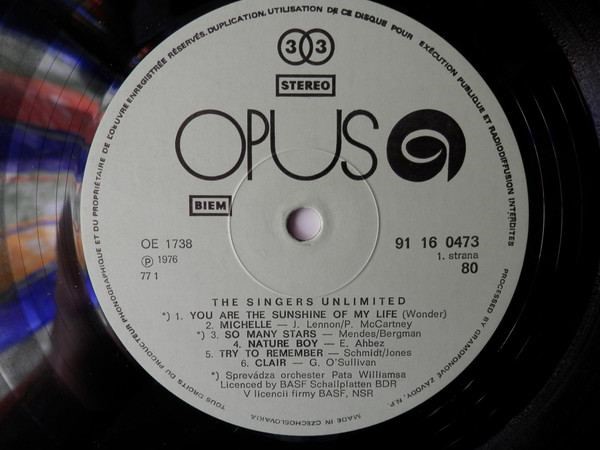 TOUS DROITS DU PRODUCTEUR PHONOGRAPHIQUE ET DU PROPRIÉTAIRE DE L'OEUVRE ENREGISTRÉE RÉSERVÉS. DUPLICATION, UTILISATION DE CE DISQUE POUR EXÉCUTION PUBLIQUE ET RADIODIFFUSION INTERDITES
33
STEREO
OPUS
BIEM
OE 1738
℗ 1976
77 1
91 16 0473
1. strana
80
THE SINGERS UNLIMITED
*) 1. YOU ARE THE SUNSHINE OF MY LIFE (Wonder)
2. MICHELLE — J. Lennon/P. McCartney
*) 3. SO MANY STARS — Mendes/Bergman
4. NATURE BOY — E. Ahbez
5. TRY TO REMEMBER — Schmidt/Jones
6. CLAIR — G. O'Sullivan
*) Sprevádza orchester Pata Williamsa
Licenced by BASF Schallplatten BDR
V licencii firmy BASF, NSR
PROCESSED BY GRAMOFONOVÉ ZÁVODY, N.P.
MADE IN CZECHOSLOVAKIA